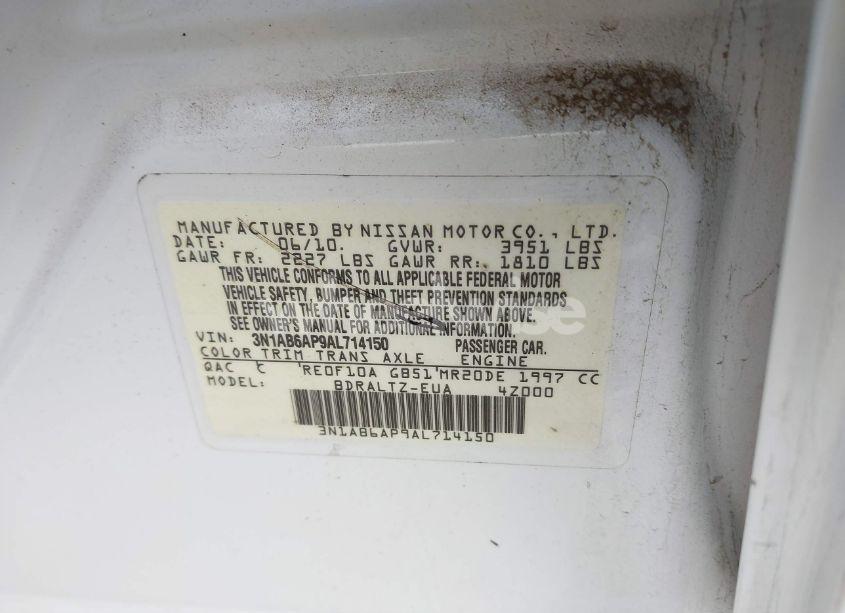 MANUFACTURED BY NISSAN MOTOR CO., LTD.
DATE: 06/10. GVWR: 3951 LBS
GAWR FR: 2227 LBS GAWR RR: 1810 LBS
THIS VEHICLE CONFORMS TO ALL APPLICABLE FEDERAL MOTOR
VEHICLE SAFETY, BUMPER AND THEFT PREVENTION STANDARDS
IN EFFECT ON THE DATE OF MANUFACTURE SHOWN ABOVE.
SEE OWNER'S MANUAL FOR ADDITIONAL INFORMATION.
VIN: 3N1AB6AP9AL714150 PASSENGER CAR.
COLOR TRIM TRANS AXLE ENGINE
QAC C RE0F10A GB51 MR20DE 1997 CC
MODEL: BDRALTZ-EUA 4Z000
3N1AB6AP9AL714150